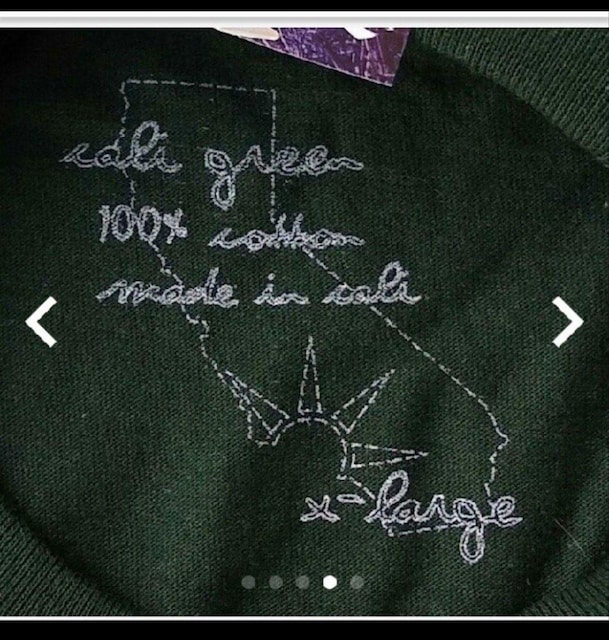 cali green
100% cotton
made in cali
x-large